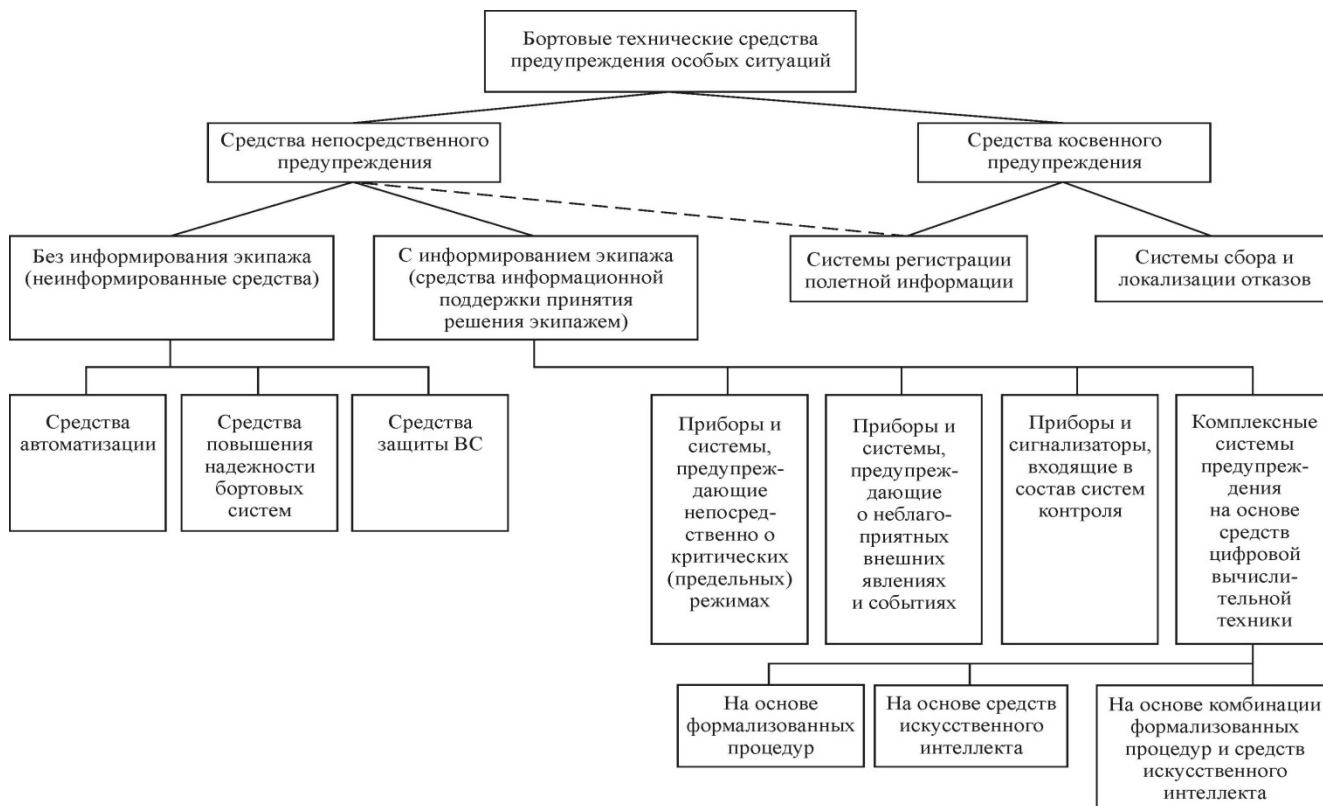 Бортовые технические средства
предупреждения особых ситуаций
Средства непосредственного
предупреждения
Средства косвенного
предупреждения
Без информирования экипажа
(неинформированные средства)
С информированием экипажа
(средства информационной
поддержки принятия
решения экипажем)
Системы регистрации
полетной информации
Системы сбора и
локализации отказов
Средства
автоматизации
Средства
повышения
надежности
бортовых
систем
Средства
защиты ВС
Приборы и
системы,
предупреж-
дающие
непосред-
ственно о
критических
(предельных)
режимах
Приборы и
системы,
предупреж-
дающие
о неблаго-
приятных
внешних
явлениях
и событиях
Приборы и
сигнализаторы,
входящие в
состав систем
контроля
Комплексные
системы
предупреж-
дения
на основе
средств
цифровой
вычисли-
тельной
техники
На основе
формализованных
процедур
На основе средств
искусственного
интеллекта
На основе комбинации
формализованных
процедур и средств
искусственного
интеллекта